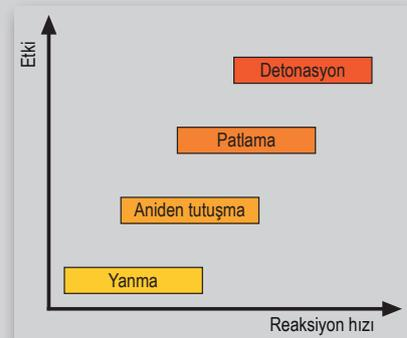 Etki
Detonasyon
Patlama
Aniden tutuşma
Yanma
Reaksiyon hızı